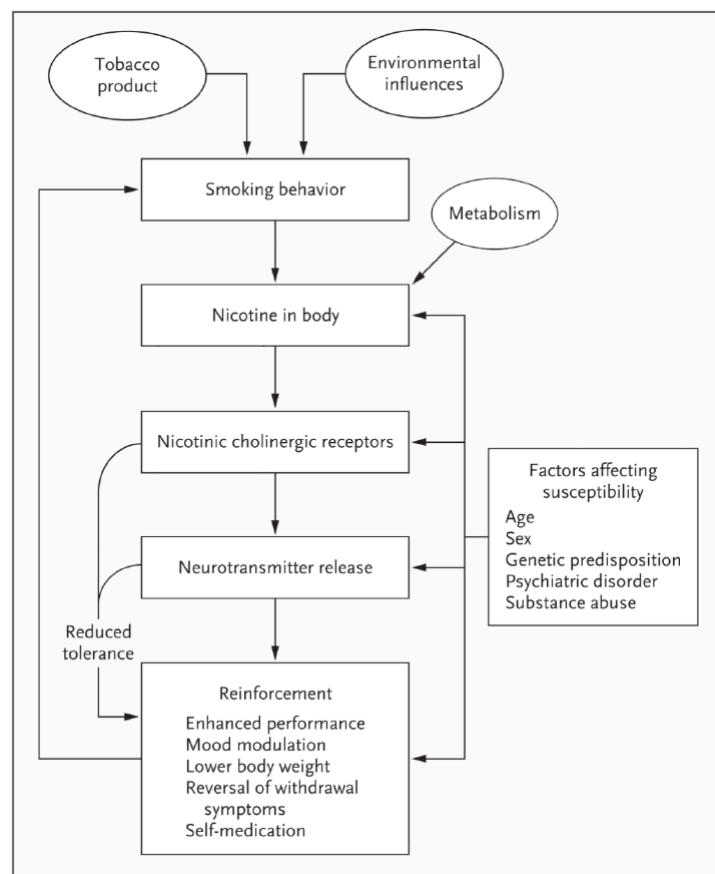 Tobacco
product
Environmental
influences
Smoking behavior
Metabolism
Nicotine in body
Nicotinic cholinergic receptors
Factors affecting
susceptibility
Age
Sex
Genetic predisposition
Psychiatric disorder
Substance abuse
Neurotransmitter release
Reduced
tolerance
Reinforcement
Enhanced performance
Mood modulation
Lower body weight
Reversal of withdrawal
symptoms
Self-medication